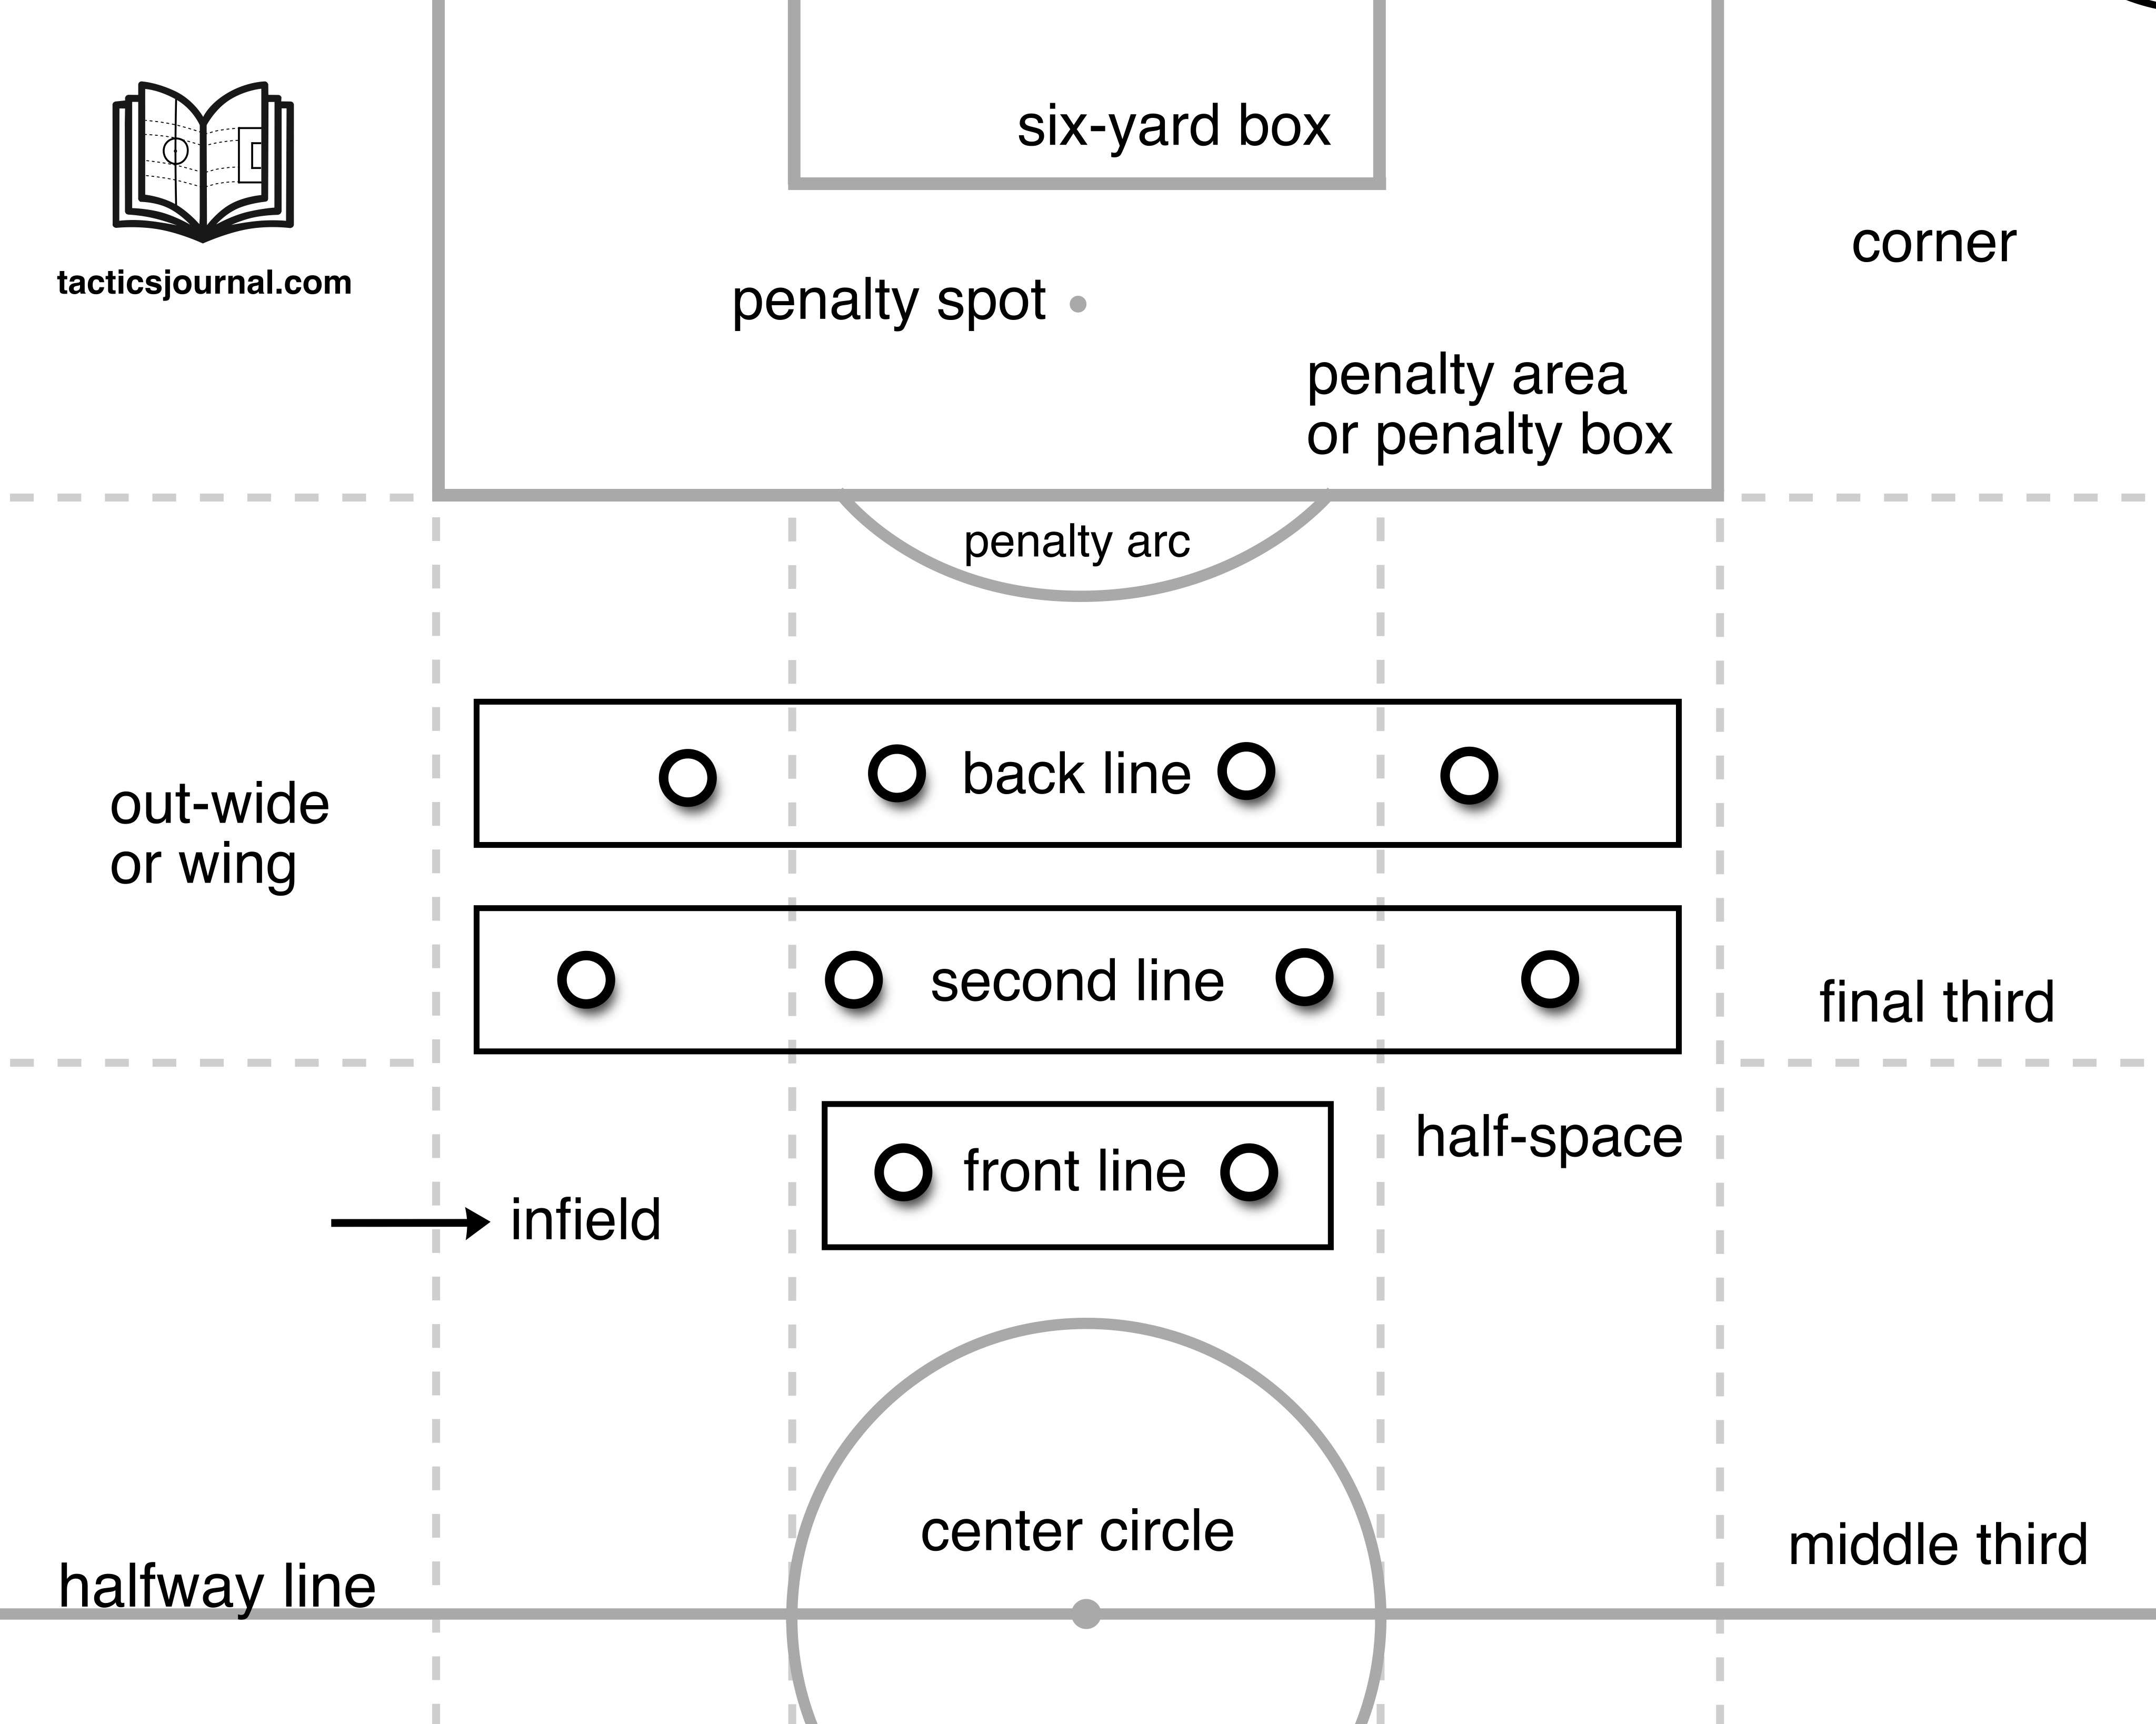 six-yard box
corner
tacticsjournal.com
penalty spot
penalty area
or penalty box
penalty arc
back line
out-wide
or wing
second line
final third
half-space
front line
infield
center circle
middle third
halfway line